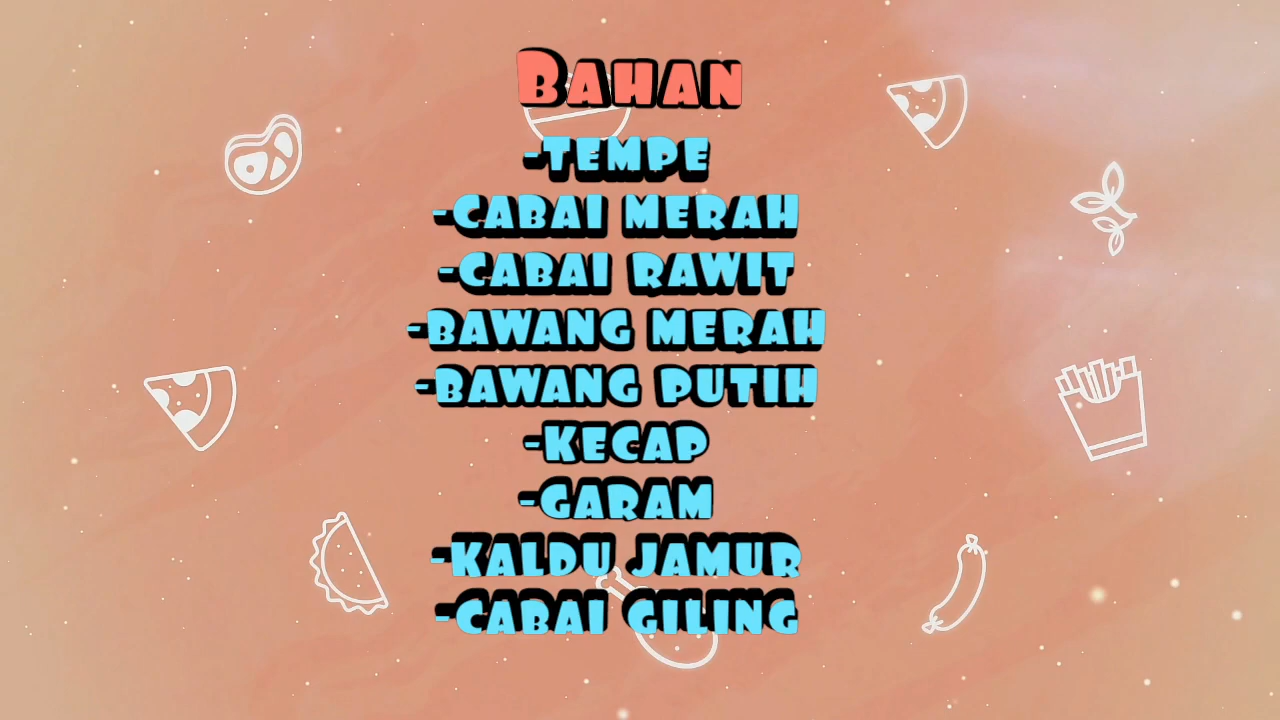 BAHAN
-TEMPE
-CABAI MERAH
-CABAI RAWIT
-BAWANG MERAH
-BAWANG PUTIH
-KECAP
-GARAM
-KALDU JAMUR
-CABAI GILING